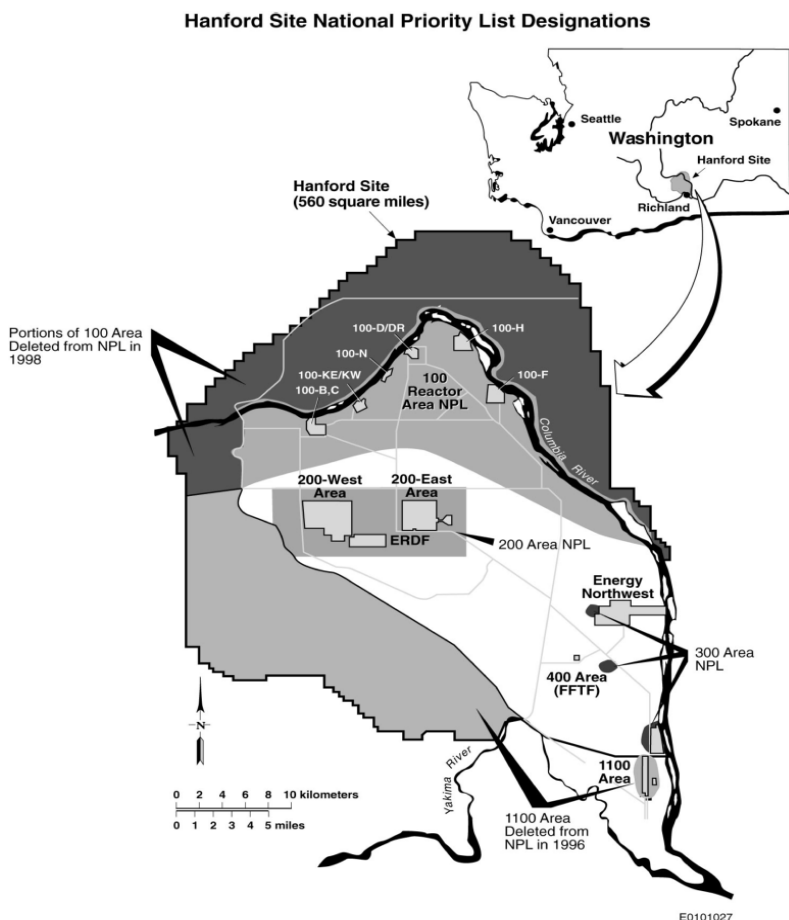 Hanford Site National Priority List Designations
Seattle
Spokane
Washington
Hanford Site
Richland
Vancouver
Hanford Site
(560 square miles)
Portions of 100 Area
Deleted from NPL in
1998
100-D/DR
100-H
100-N
100-KE/KW
100-F
100-B,C
100
Reactor
Area NPL
Columbia
River
200-West
Area
200-East
Area
ERDF
200 Area NPL
Energy
Northwest
300 Area
NPL
400 Area
(FFTF)
N
1100
Area
Yakima River
0 2 4 6 8 10 kilometers
0 1 2 3 4 5 miles
1100 Area
Deleted from
NPL in 1996
E0101027